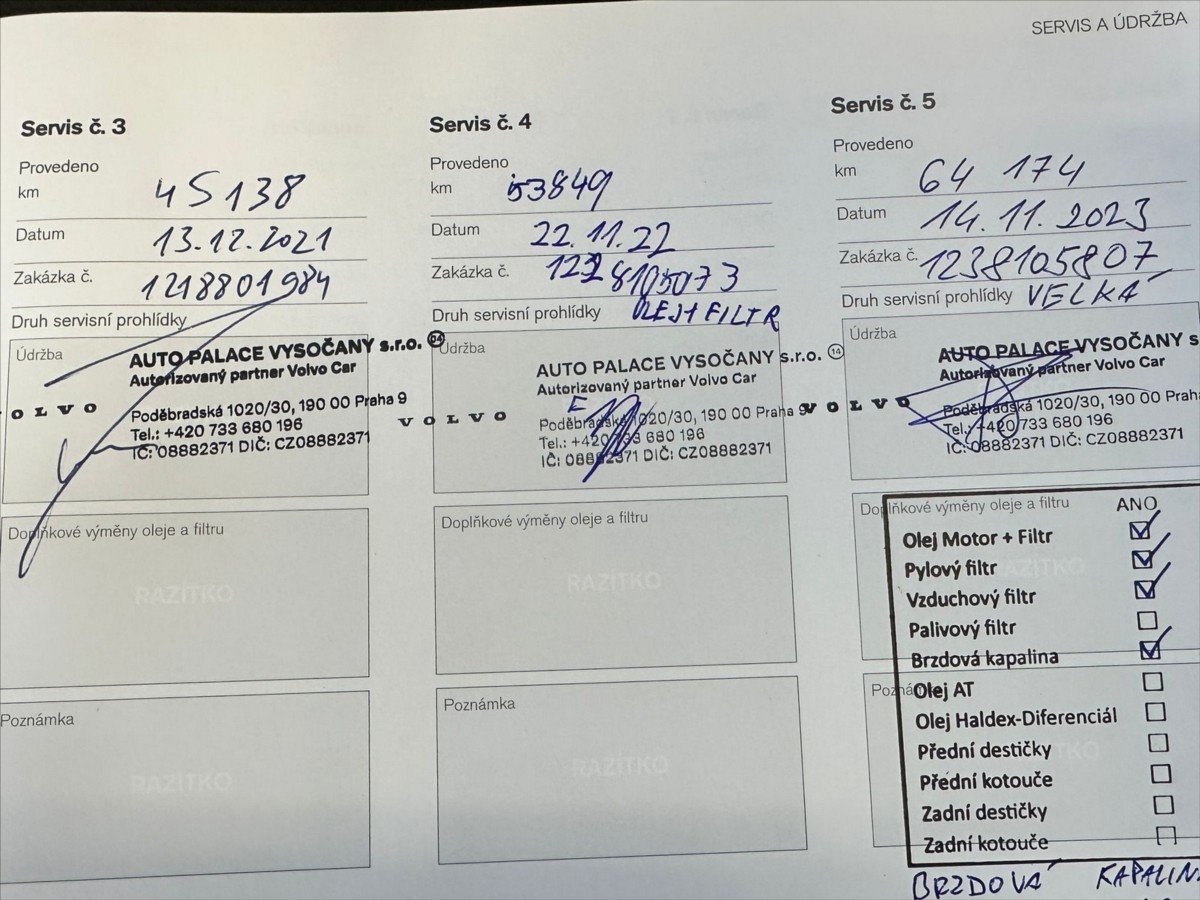 SERVIS A ÚDRŽBA
Servis č. 3
Provedeno
km 45138
Datum 13.12.2021
Zakázka č. 1218801984
Druh servisní prohlídky
Údržba
AUTO PALACE VYSOČANY s.r.o. 24
Autorizovaný partner Volvo Car
VOLVO
Poděbradská 1020/30, 190 00 Praha 9
Tel.: +420 733 680 196
IČ: 08882371 DIČ: CZ08882371
Doplňkové výměny oleje a filtru
RAZÍTKO
Poznámka
RAZÍTKO
Servis č. 4
Provedeno
km 53849
Datum 22.11.22
Zakázka č. 1228105073
Druh servisní prohlídky OLEJ+FILTR
Údržba
AUTO PALACE VYSOČANY s.r.o. 14
Autorizovaný partner Volvo Car
VOLVO
Poděbradská 1020/30, 190 00 Praha 9
Tel.: +420 733 680 196
IČ: 08882371 DIČ: CZ08882371
Doplňkové výměny oleje a filtru
RAZÍTKO
Poznámka
RAZÍTKO
Servis č. 5
Provedeno
km 64 174
Datum 14.11.2023
Zakázka č. 1238105807
Druh servisní prohlídky VELKÁ
Údržba
AUTO PALACE VYSOČANY s
Autorizovaný partner Volvo Car
VOLVO
Poděbradská 1020/30, 190 00 Praha
Tel.: +420 733 680 196
IČ: 08882371 DIČ: CZ08882371
Doplňkové výměny oleje a filtru
ANO
Olej Motor + Filtr
Pylový filtr
Vzduchový filtr
Palivový filtr
Brzdová kapalina
Olej AT
Olej Haldex-Diferenciál
Přední destičky
Přední kotouče
Zadní destičky
Zadní kotouče
BRZDOVÁ KAPALIN